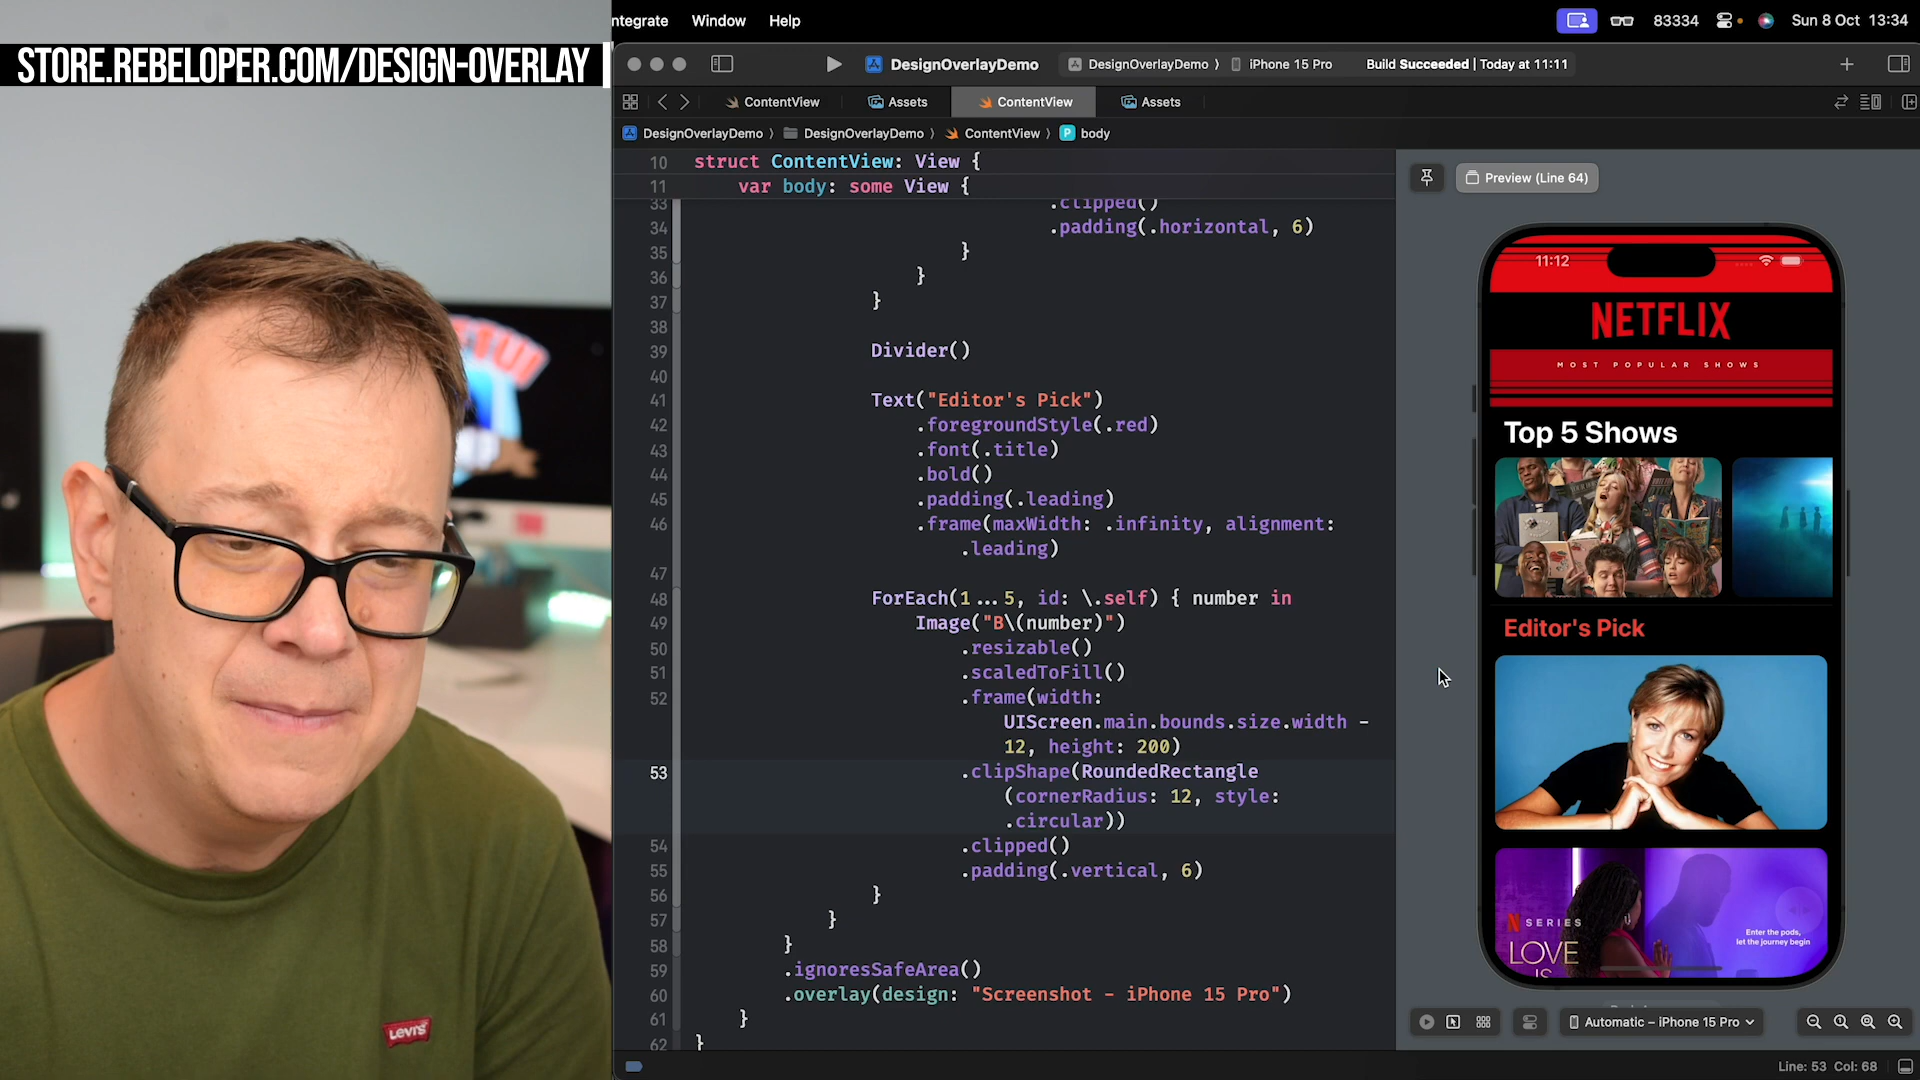 STORE.REBELOPER.COM/DESIGN-OVERLAY
ntegrate Window Help
83334 Sun 8 Oct 13:34
DesignOverlayDemo
DesignOverlayDemo ⟩ iPhone 15 Pro
Build Succeeded | Today at 11:11
ContentView Assets ContentView Assets
DesignOverlayDemo ⟩ DesignOverlayDemo ⟩ ContentView ⟩ P body
10 struct ContentView: View {
11 var body: some View {
33 .clipped()
34 .padding(.horizontal, 6)
35 }
36 }
37 }
38
39 Divider()
40
41 Text("Editor's Pick")
42 .foregroundStyle(.red)
43 .font(.title)
44 .bold()
45 .padding(.leading)
46 .frame(maxWidth: .infinity, alignment:
.leading)
47
48 ForEach(1...5, id: \.self) { number in
49 Image("B\(number)")
50 .resizable()
51 .scaledToFill()
52 .frame(width:
UIScreen.main.bounds.size.width -
12, height: 200)
53 .clipShape(RoundedRectangle
(cornerRadius: 12, style:
.circular))
54 .clipped()
55 .padding(.vertical, 6)
56 }
57 }
58 }
59 .ignoresSafeArea()
60 .overlay(design: "Screenshot - iPhone 15 Pro")
61 }
62 }
Preview (Line 64)
11:12
NETFLIX
MOST POPULAR SHOWS
Top 5 Shows
Editor's Pick
N SERIES
LOVE
IS
Enter the pods,
let the journey begin
Automatic – iPhone 15 Pro
Line: 53 Col: 68
Levi's